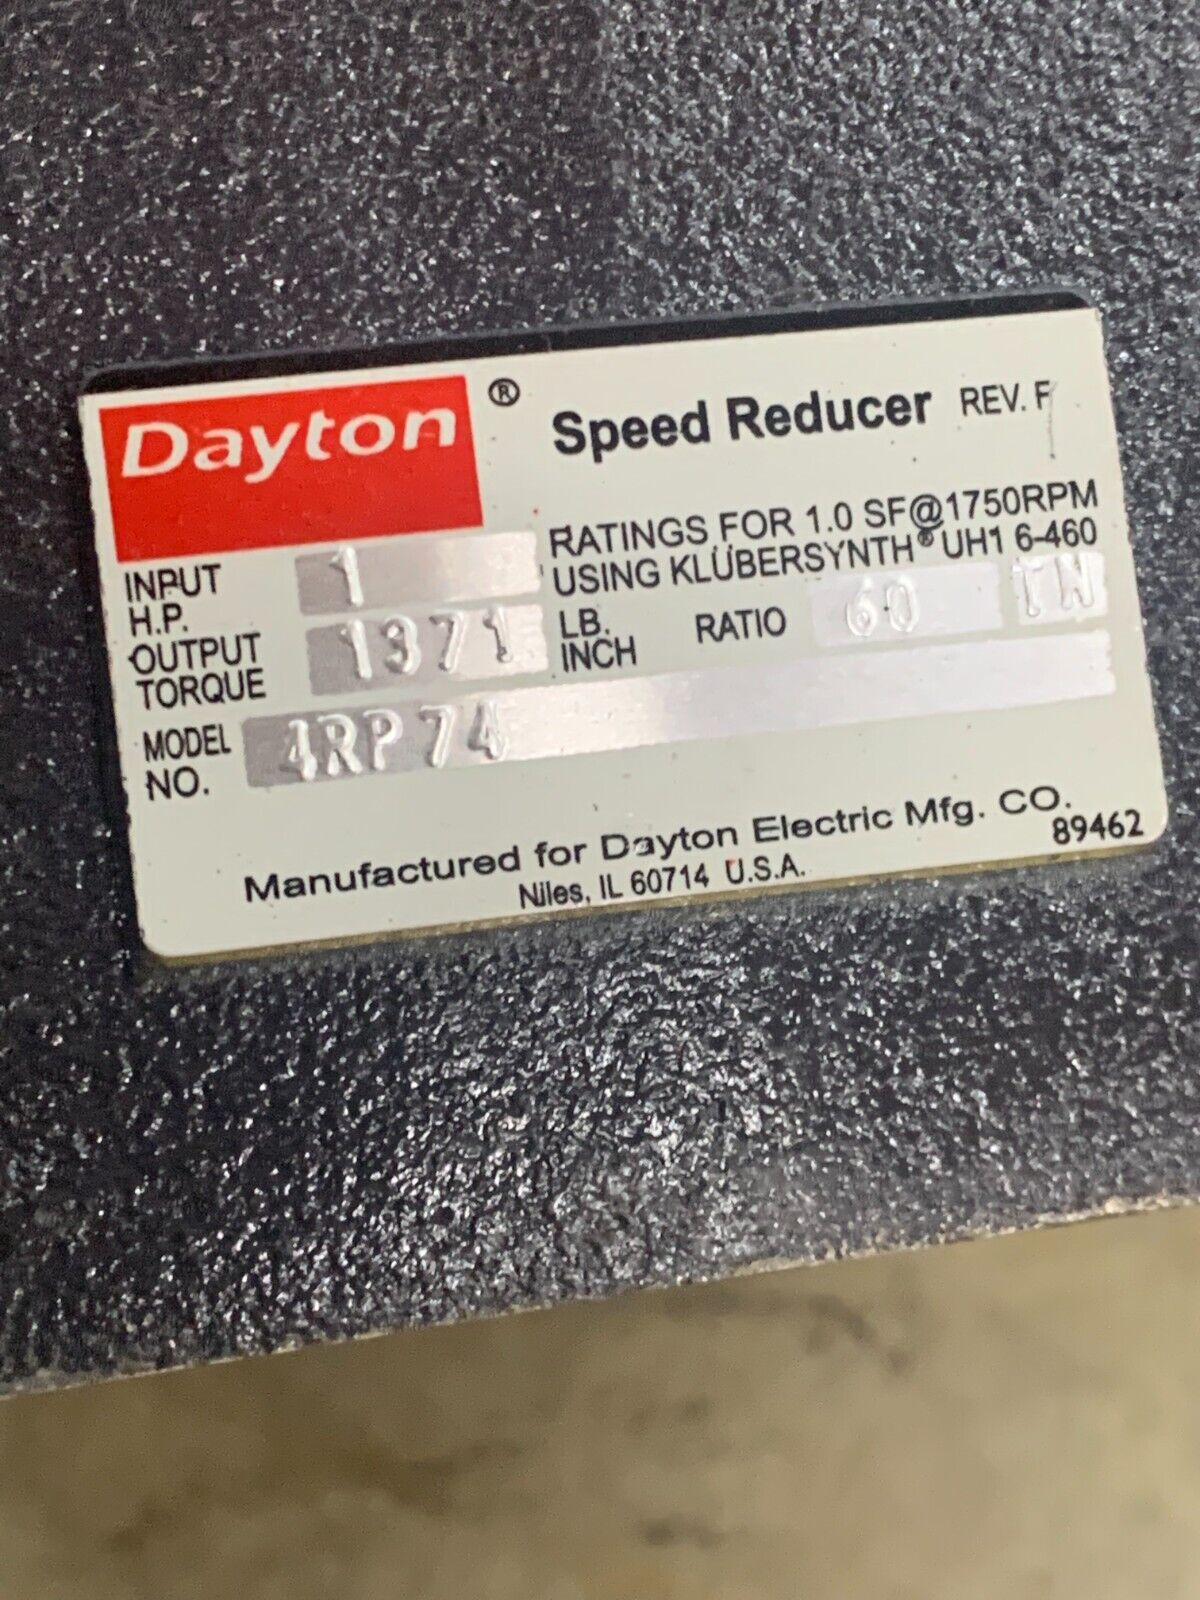 Dayton ®
Speed Reducer REV. F
RATINGS FOR 1.0 SF@1750RPM
USING KLÜBERSYNTH® UH1 6-460
INPUT H.P. 1
OUTPUT TORQUE 1371 LB. INCH RATIO 60 TN
MODEL NO. 4RP74
Manufactured for Dayton Electric Mfg. CO.
Niles, IL 60714 U.S.A. 89462